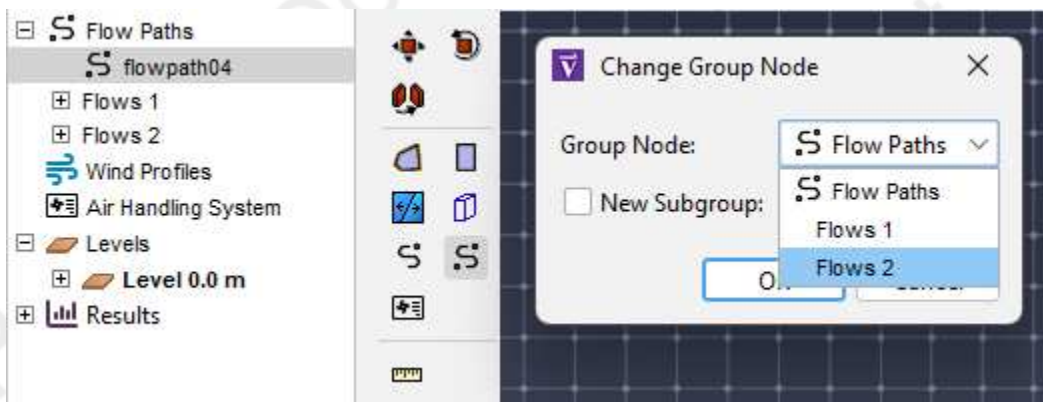 Flow Paths
flowpath04
Flows 1
Flows 2
Wind Profiles
Air Handling System
Levels
Level 0.0 m
Results
Change Group Node
Group Node:
Flow Paths
Flow Paths
Flows 1
Flows 2
New Subgroup: